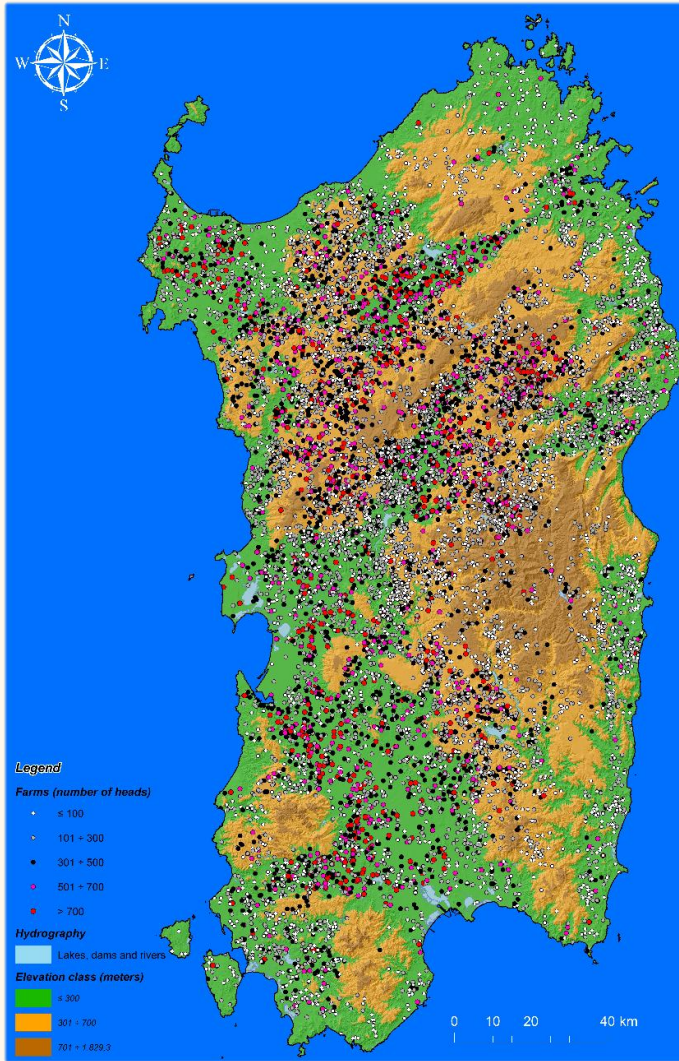 N
W E
S
Legend
Farms (number of heads)
≤ 100
101 ÷ 300
301 ÷ 500
501 ÷ 700
> 700
Hydrography
Lakes, dams and rivers
Elevation class (meters)
≤ 300
301 ÷ 700
701 ÷ 1.829,3
0 10 20 40 km